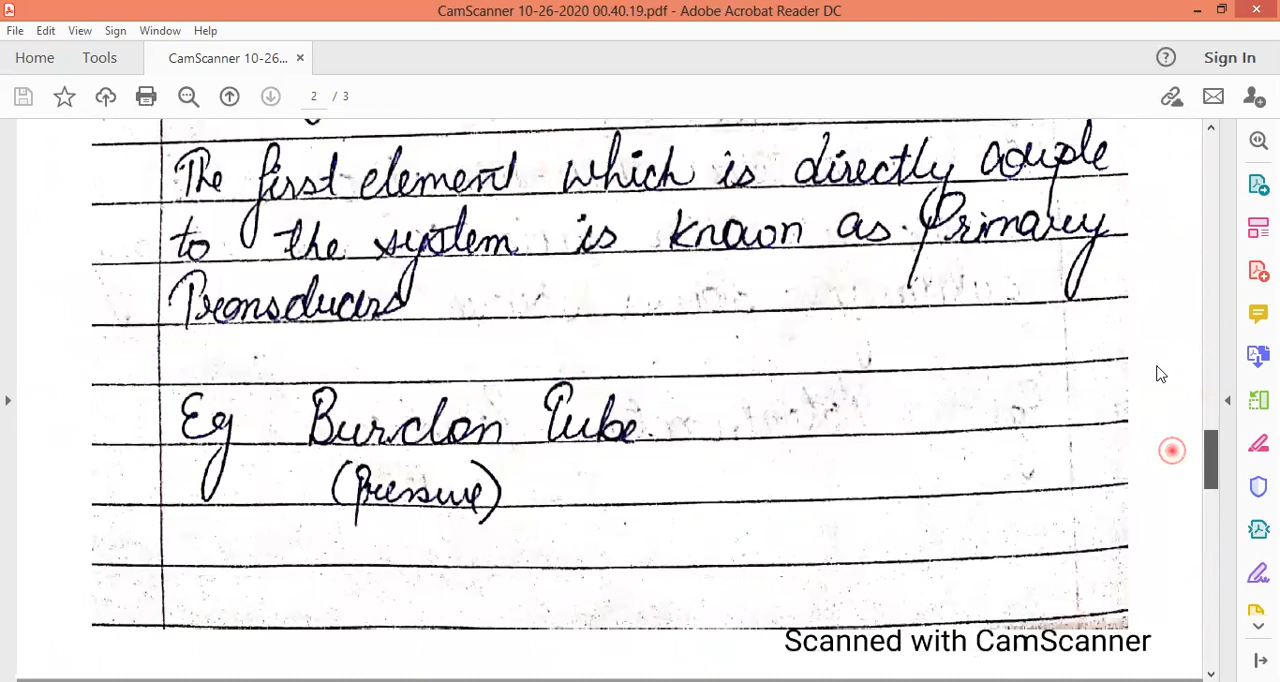 CamScanner 10-26-2020 00.40.19.pdf - Adobe Acrobat Reader DC
File Edit View Sign Window Help
Home Tools CamScanner 10-26... × Sign In
2 / 3
The first element which is directly couple
to the system is known as Primary
Transducers
Eg Burdon Tube.
(Pressure)
Scanned with CamScanner